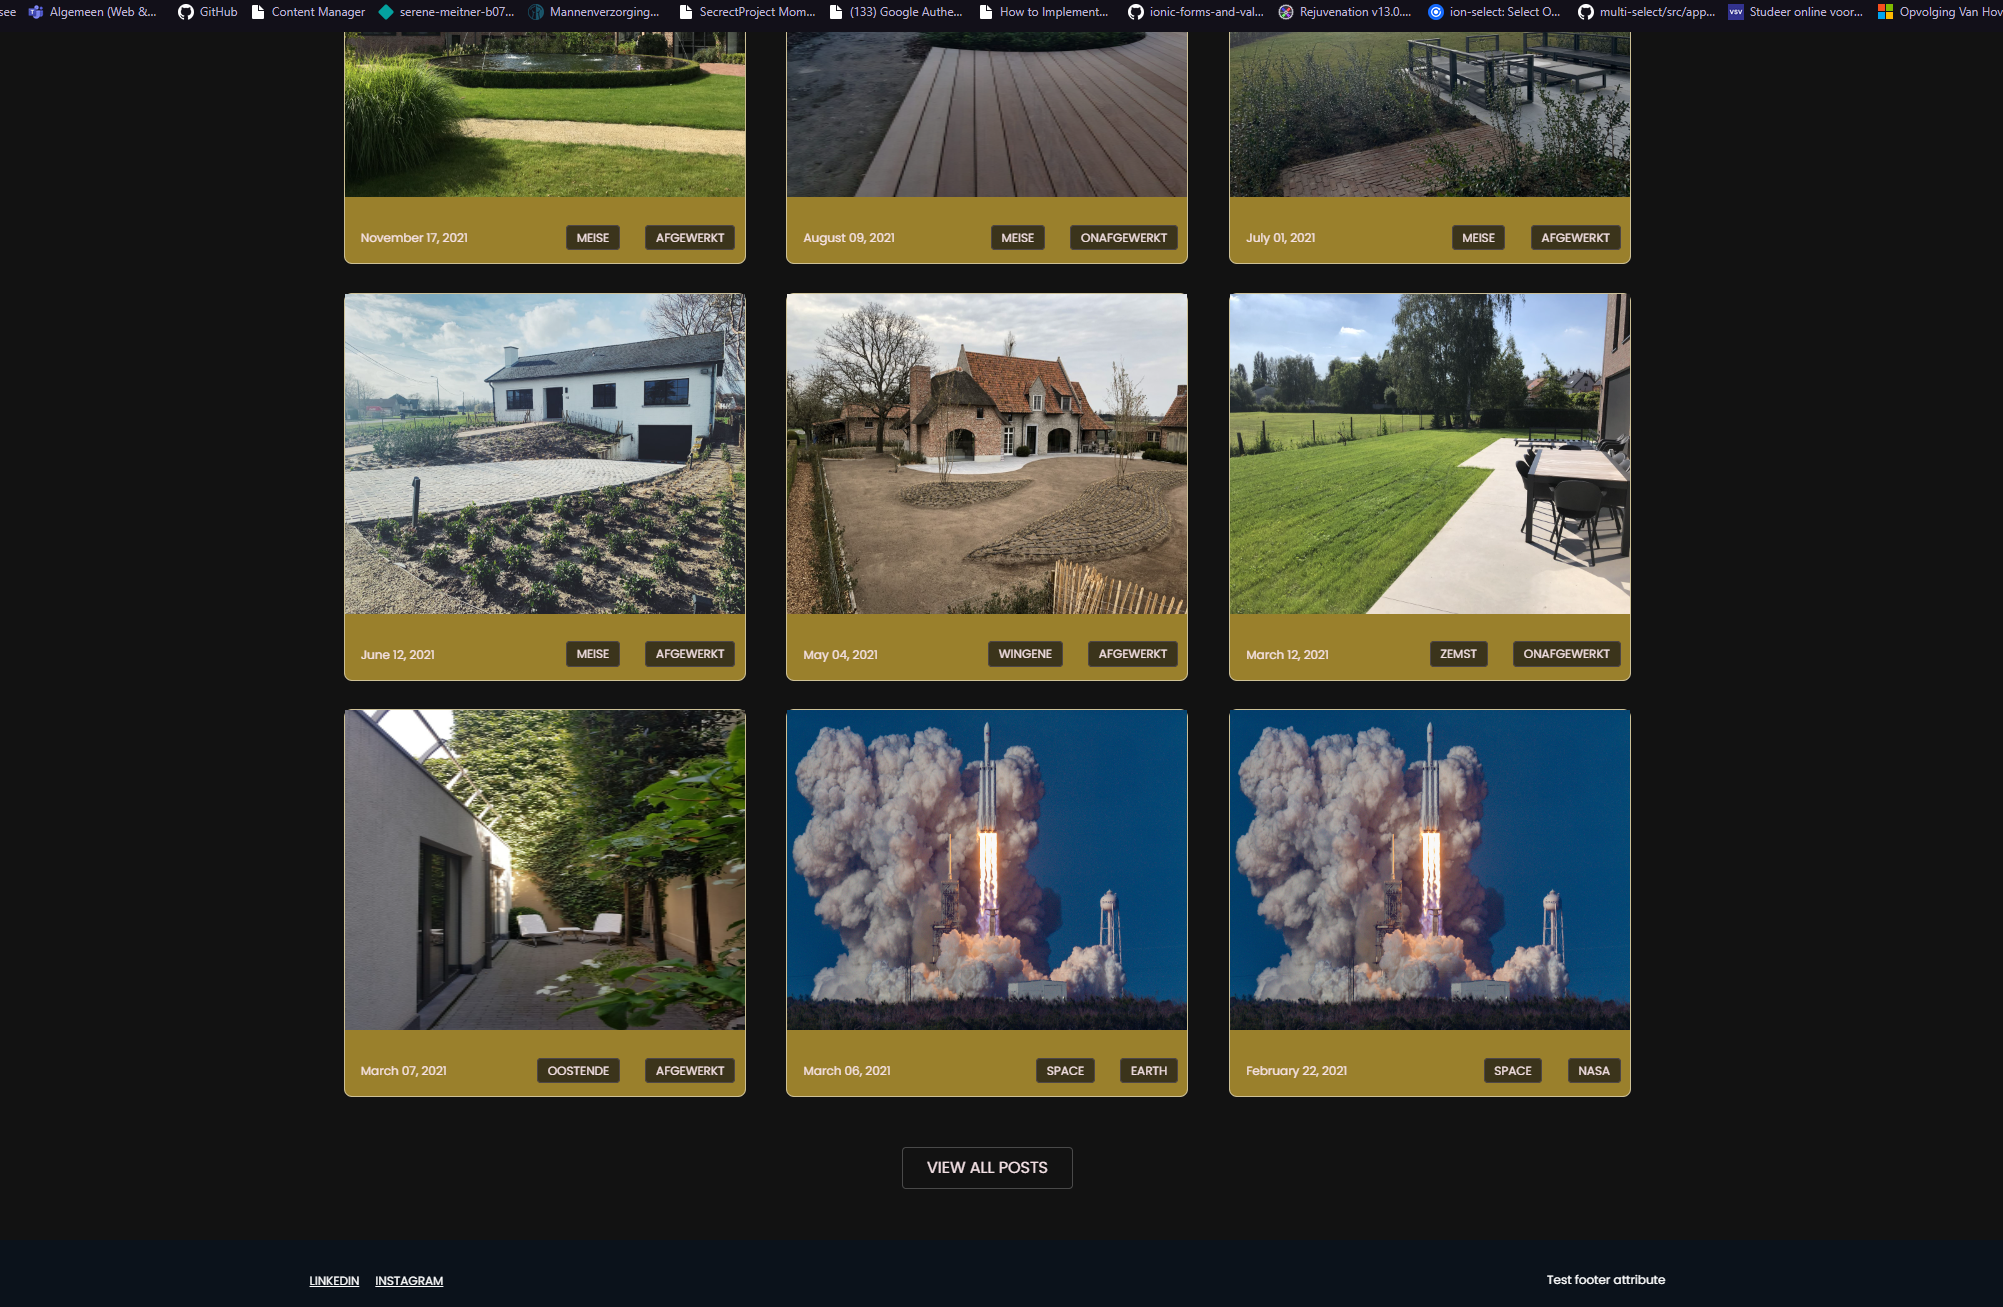 see Algemeen (Web &... GitHub Content Manager serene-meitner-b07... Mannenverzorging... SecrectProject Mom... (133) Google Authe... How to Implement... ionic-forms-and-val... Rejuvenation v13.0.... ion-select: Select O... multi-select/src/app... VSV Studeer online voor... Opvolging Van Hov
November 17, 2021 MEISE AFGEWERKT
August 09, 2021 MEISE ONAFGEWERKT
July 01, 2021 MEISE AFGEWERKT
June 12, 2021 MEISE AFGEWERKT
May 04, 2021 WINGENE AFGEWERKT
March 12, 2021 ZEMST ONAFGEWERKT
March 07, 2021 OOSTENDE AFGEWERKT
March 06, 2021 SPACE EARTH
February 22, 2021 SPACE NASA
VIEW ALL POSTS
LINKEDIN INSTAGRAM
Test footer attribute